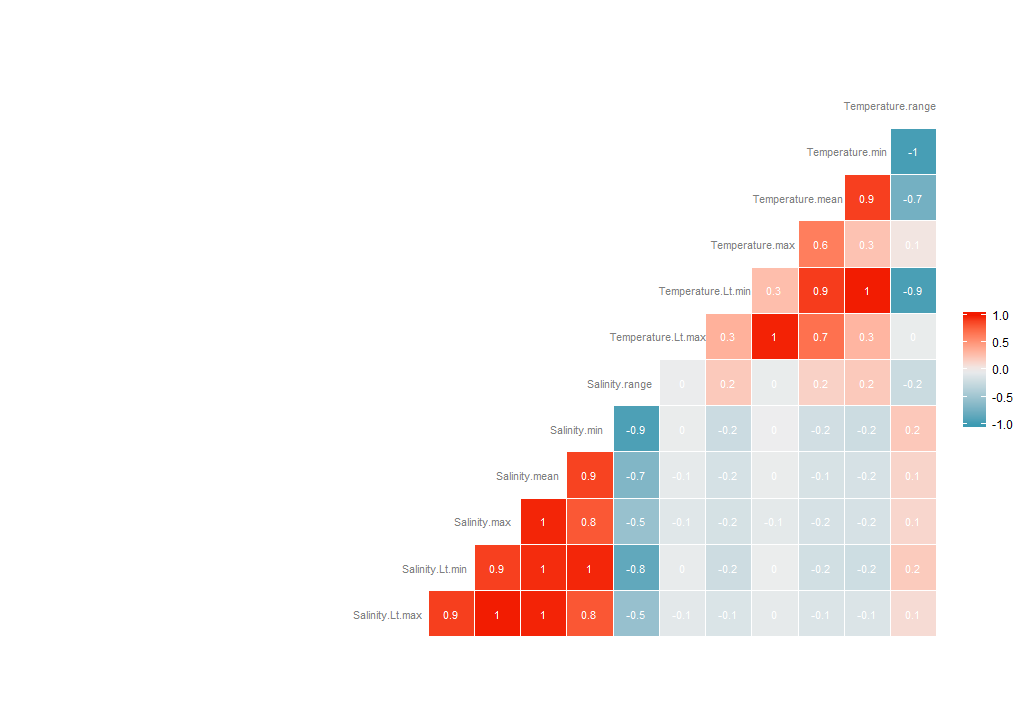 Temperature.range
Temperature.min -1
Temperature.mean 0.9 -0.7
Temperature.max 0.6 0.3 0.1
Temperature.Lt.min 0.3 0.9 1 -0.9
Temperature.Lt.max 0.3 1 0.7 0.3 0
Salinity.range 0 0.2 0 0.2 0.2 -0.2
Salinity.min -0.9 0 -0.2 0 -0.2 -0.2 0.2
Salinity.mean 0.9 -0.7 -0.1 -0.2 0 -0.1 -0.2 0.1
Salinity.max 1 0.8 -0.5 -0.1 -0.2 -0.1 -0.2 -0.2 0.1
Salinity.Lt.min 0.9 1 1 -0.8 0 -0.2 0 -0.2 -0.2 0.2
Salinity.Lt.max 0.9 1 1 0.8 -0.5 -0.1 -0.1 0 -0.1 -0.1 0.1
1.0
0.5
0.0
-0.5
-1.0